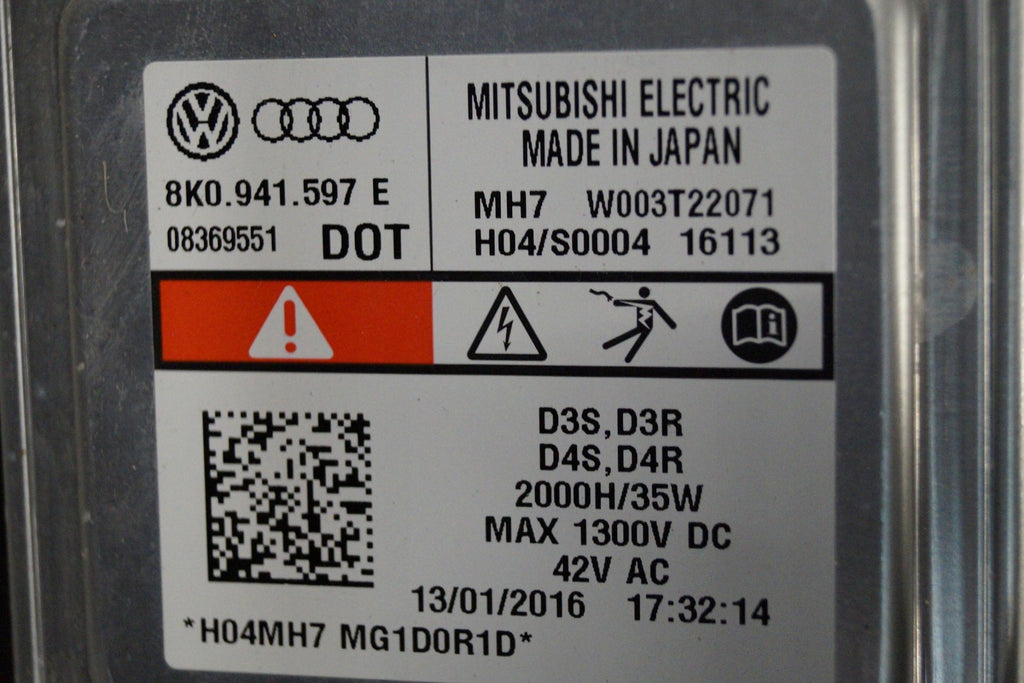 8K0.941.597 E
08369551 DOT
MITSUBISHI ELECTRIC
MADE IN JAPAN
MH7 W003T22071
H04/S0004 16113
D3S,D3R
D4S,D4R
2000H/35W
MAX 1300V DC
42V AC
13/01/2016 17:32:14
*H04MH7 MG1D0R1D*